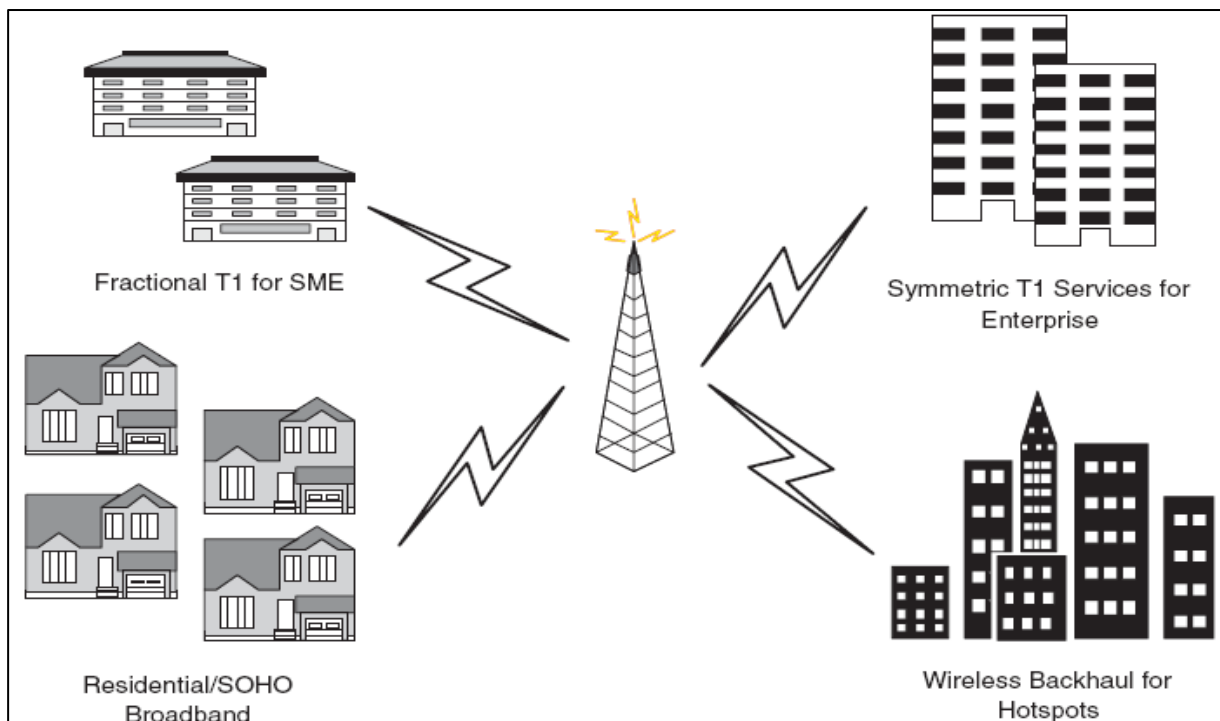 Fractional T1 for SME
Symmetric T1 Services for
Enterprise
Residential/SOHO
Broadband
Wireless Backhaul for
Hotspots